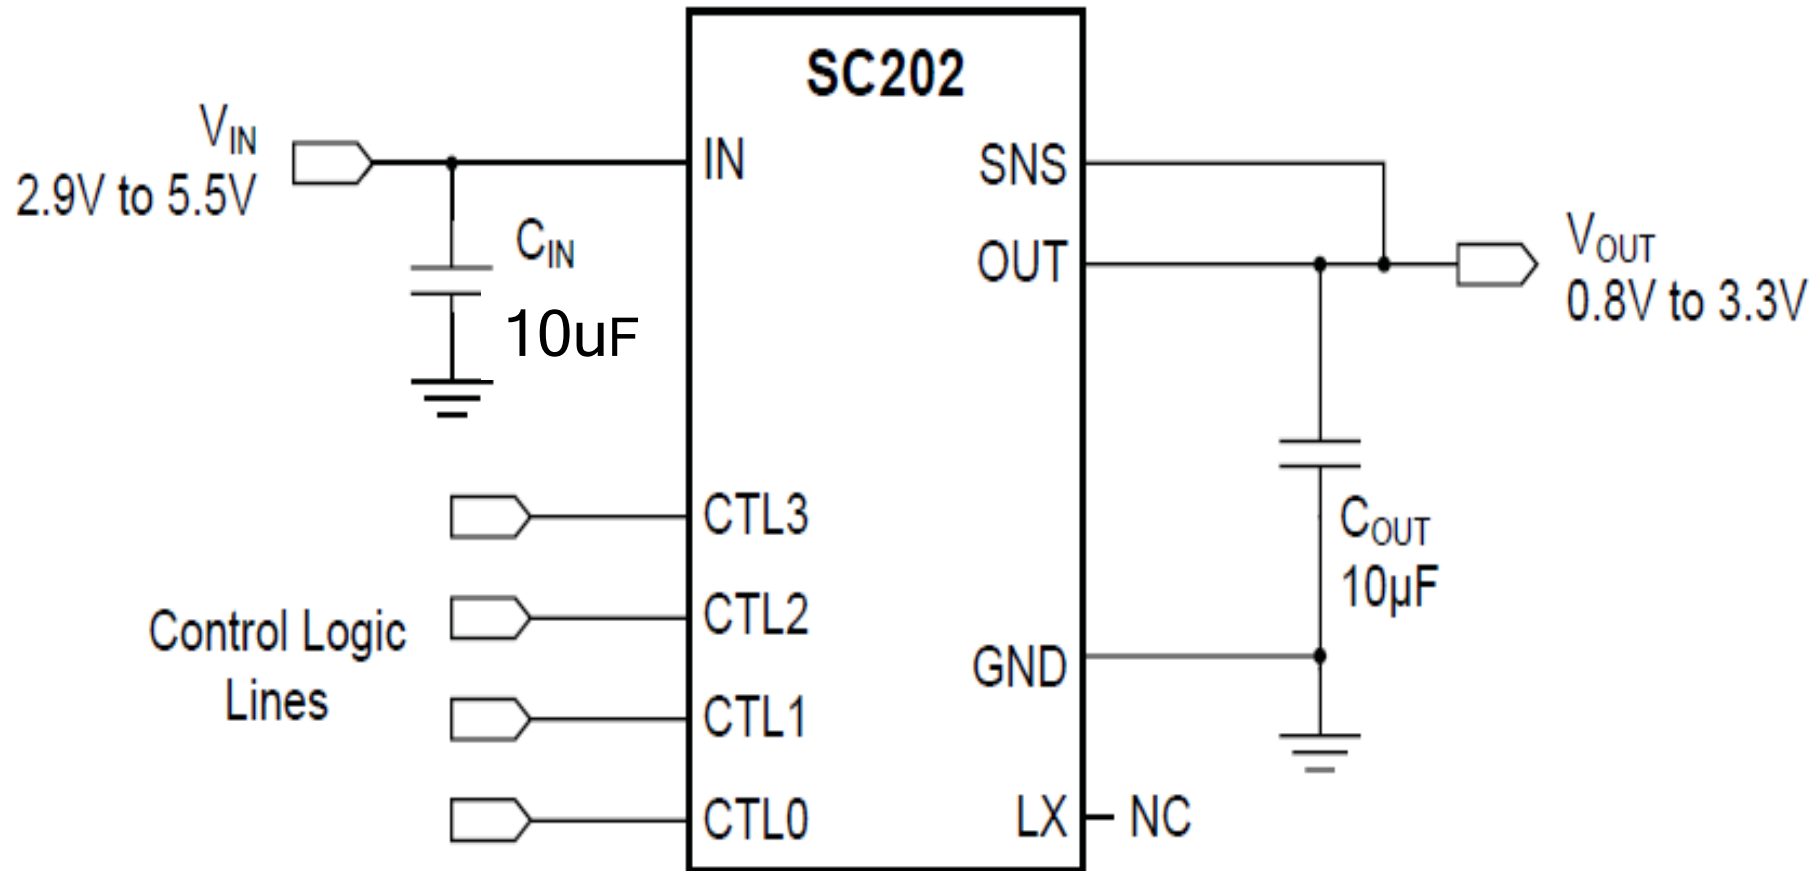 SC202
VIN
2.9V to 5.5V
IN
CIN
10uF
SNS
OUT
VOUT
0.8V to 3.3V
CTL3
COUT
10µF
Control Logic
Lines
CTL2
GND
CTL1
CTL0
LX
NC